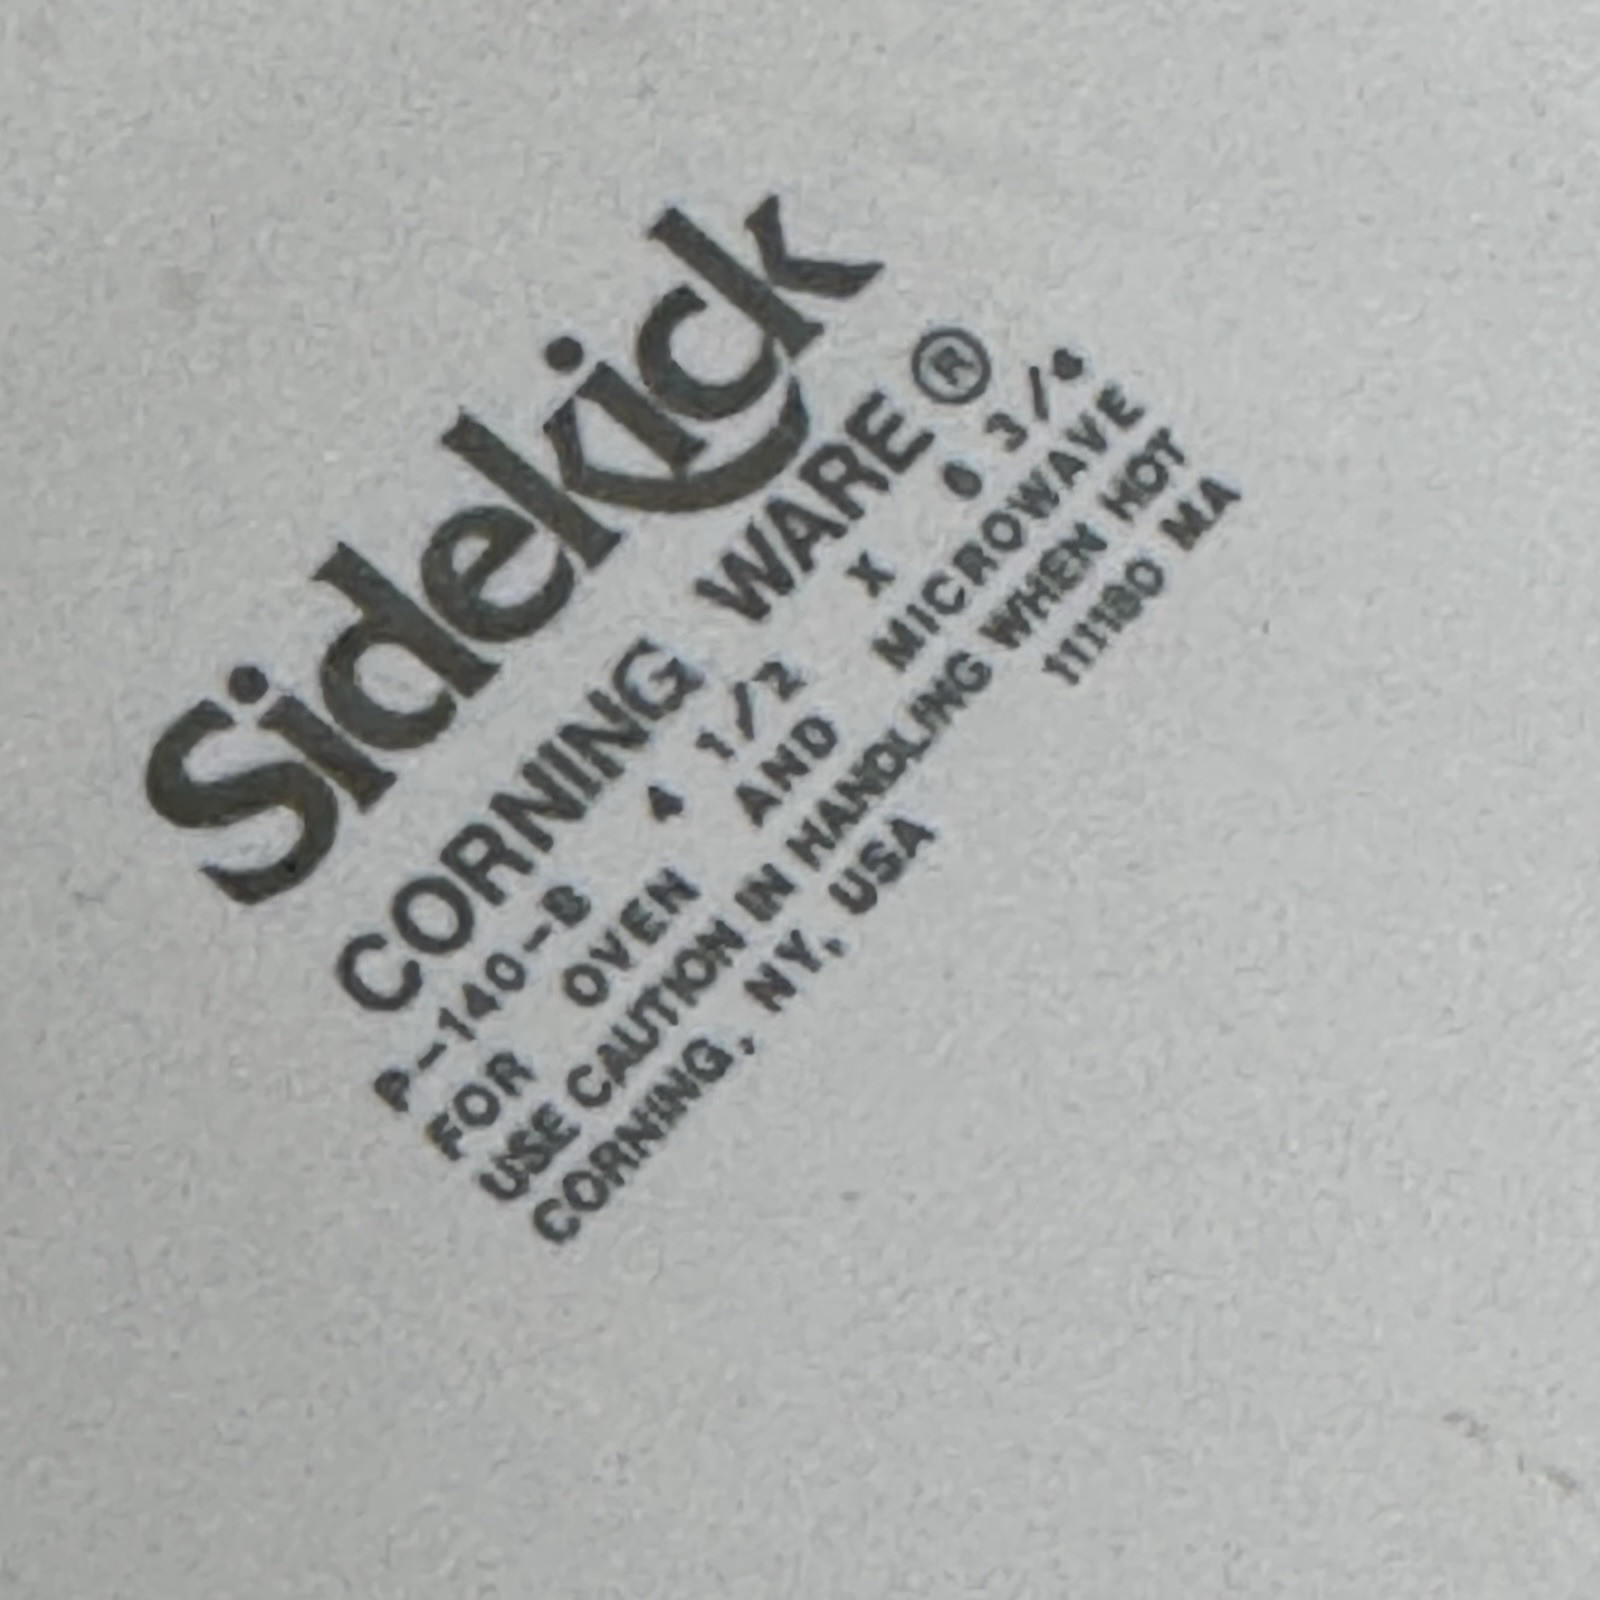 Sidekick
CORNING WARE ®
P-140-B 4 1/2 X 6 3/4
FOR OVEN AND MICROWAVE
USE CAUTION IN HANDLING WHEN HOT
CORNING, NY, USA 111180 MA